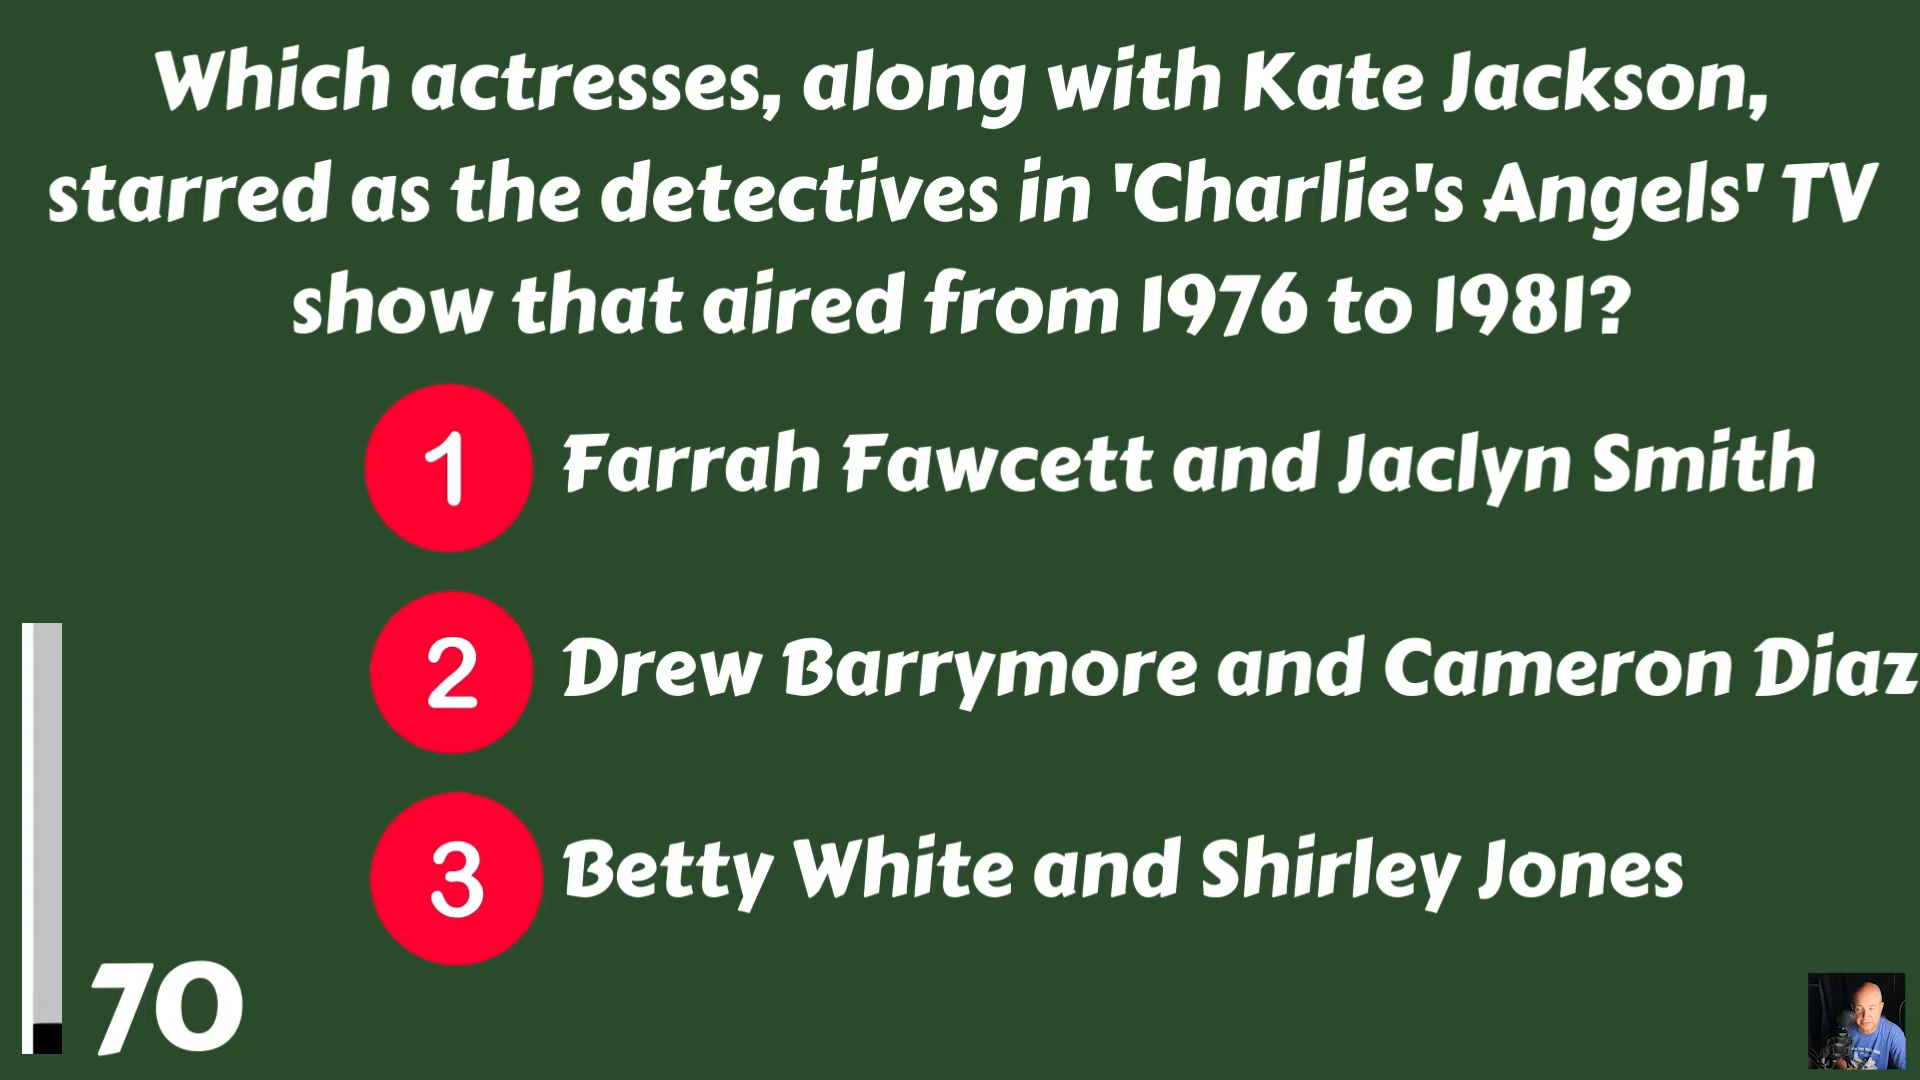 Which actresses, along with Kate Jackson,
starred as the detectives in 'Charlie's Angels' TV
show that aired from 1976 to 1981?
1 Farrah Fawcett and Jaclyn Smith
2 Drew Barrymore and Cameron Diaz
3 Betty White and Shirley Jones
70